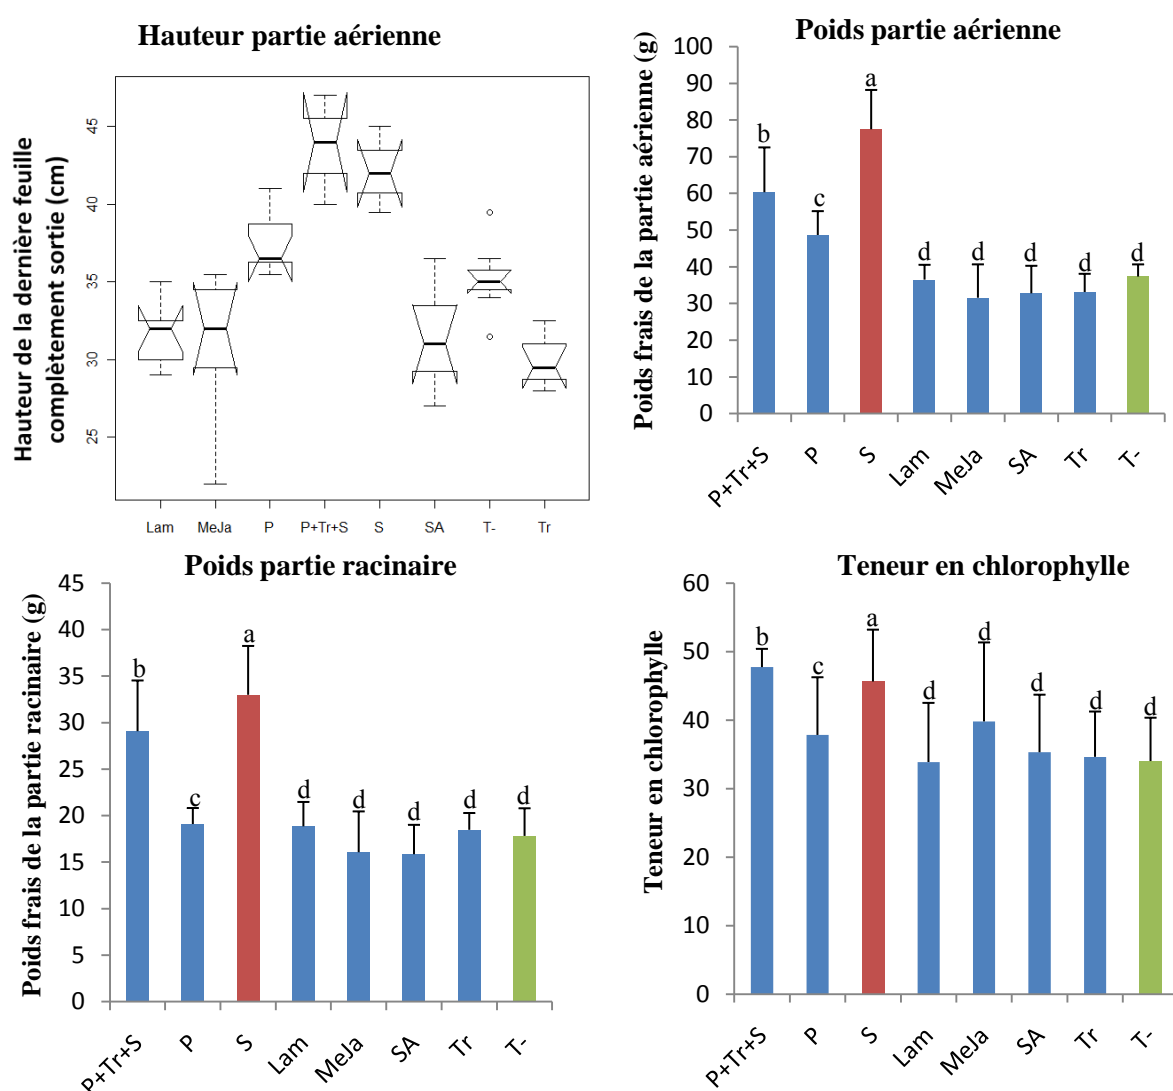 Hauteur partie aérienne
Hauteur de la dernière feuille
complètement sortie (cm)
45
40
35
30
25
Lam MeJa P P+Tr+S S SA T- Tr
Poids partie aérienne
Poids frais de la partie aérienne (g)
100
90
80
70
60
50
40
30
20
10
0
b c a d d d d d
P+Tr+S P S Lam MeJa SA Tr T-
Poids partie racinaire
Poids frais de la partie racinaire (g)
45
40
35
30
25
20
15
10
5
0
b c a d d d d d
P+Tr+S P S Lam MeJa SA Tr T-
Teneur en chlorophylle
Teneur en chlorophylle
60
50
40
30
20
10
0
b c a d d d d d
P+Tr+S P S Lam MeJa SA Tr T-